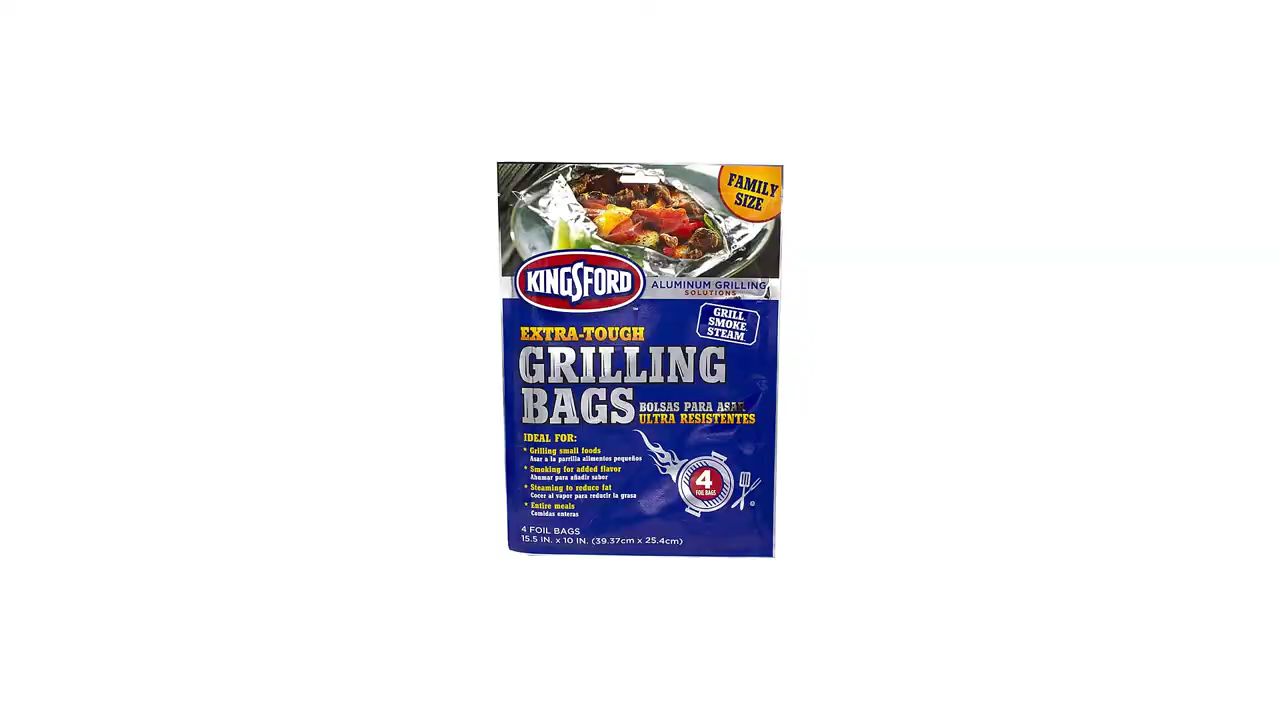 FAMILY
SIZE
KINGSFORD
™
ALUMINUM GRILLING
SOLUTIONS
GRILL.
SMOKE.
STEAM.
EXTRA-TOUGH
GRILLING
BAGS
BOLSAS PARA ASAR
ULTRA RESISTENTES
IDEAL FOR:
* Grilling small foods
Asar a la parrilla alimentos pequeños
* Smoking for added flavor
Ahumar para añadir sabor
* Steaming to reduce fat
Cocer al vapor para reducir la grasa
* Entire meals
Comidas enteras
4
FOIL BAGS
4 FOIL BAGS
15.5 IN. x 10 IN. (39.37cm x 25.4cm)